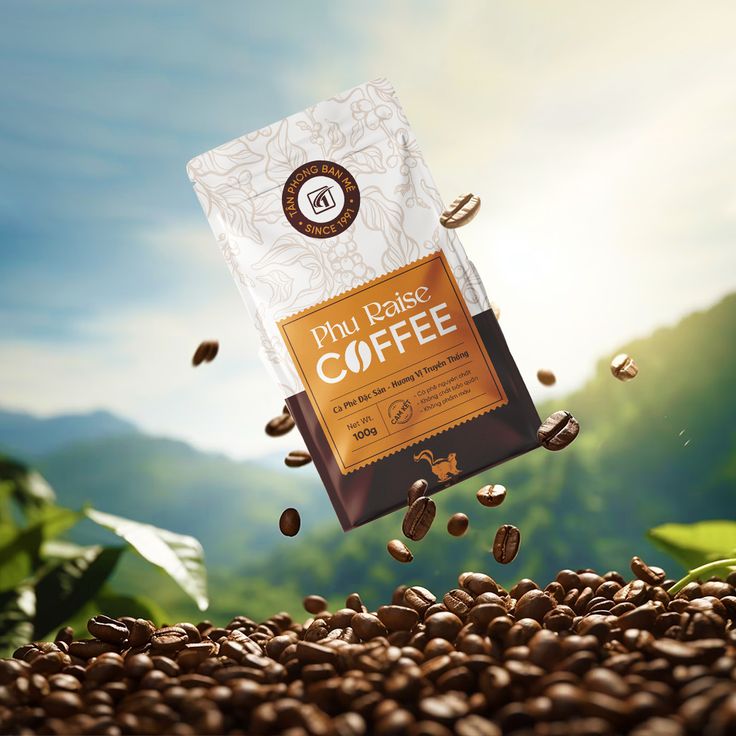 TÂN PHONG BAN MÊ
SINCE 1991
Phu Raise
COFFEE
Cà Phê Đặc Sản - Hương Vị Truyền Thống
Net Wt.
100g
CAM KẾT
- Cà phê nguyên chất
- Không chất bảo quản
- Không phẩm màu